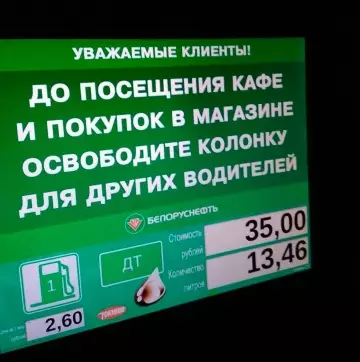 УВАЖАЕМЫЕ КЛИЕНТЫ!
ДО ПОСЕЩЕНИЯ КАФЕ
И ПОКУПОК В МАГАЗИНЕ
ОСВОБОДИТЕ КОЛОНКУ
ДЛЯ ДРУГИХ ВОДИТЕЛЕЙ
БЕЛОРУСНЕФТЬ
Стоимость
рублей
35,00
1
ДТ
Количество
литров
13,46
2,60